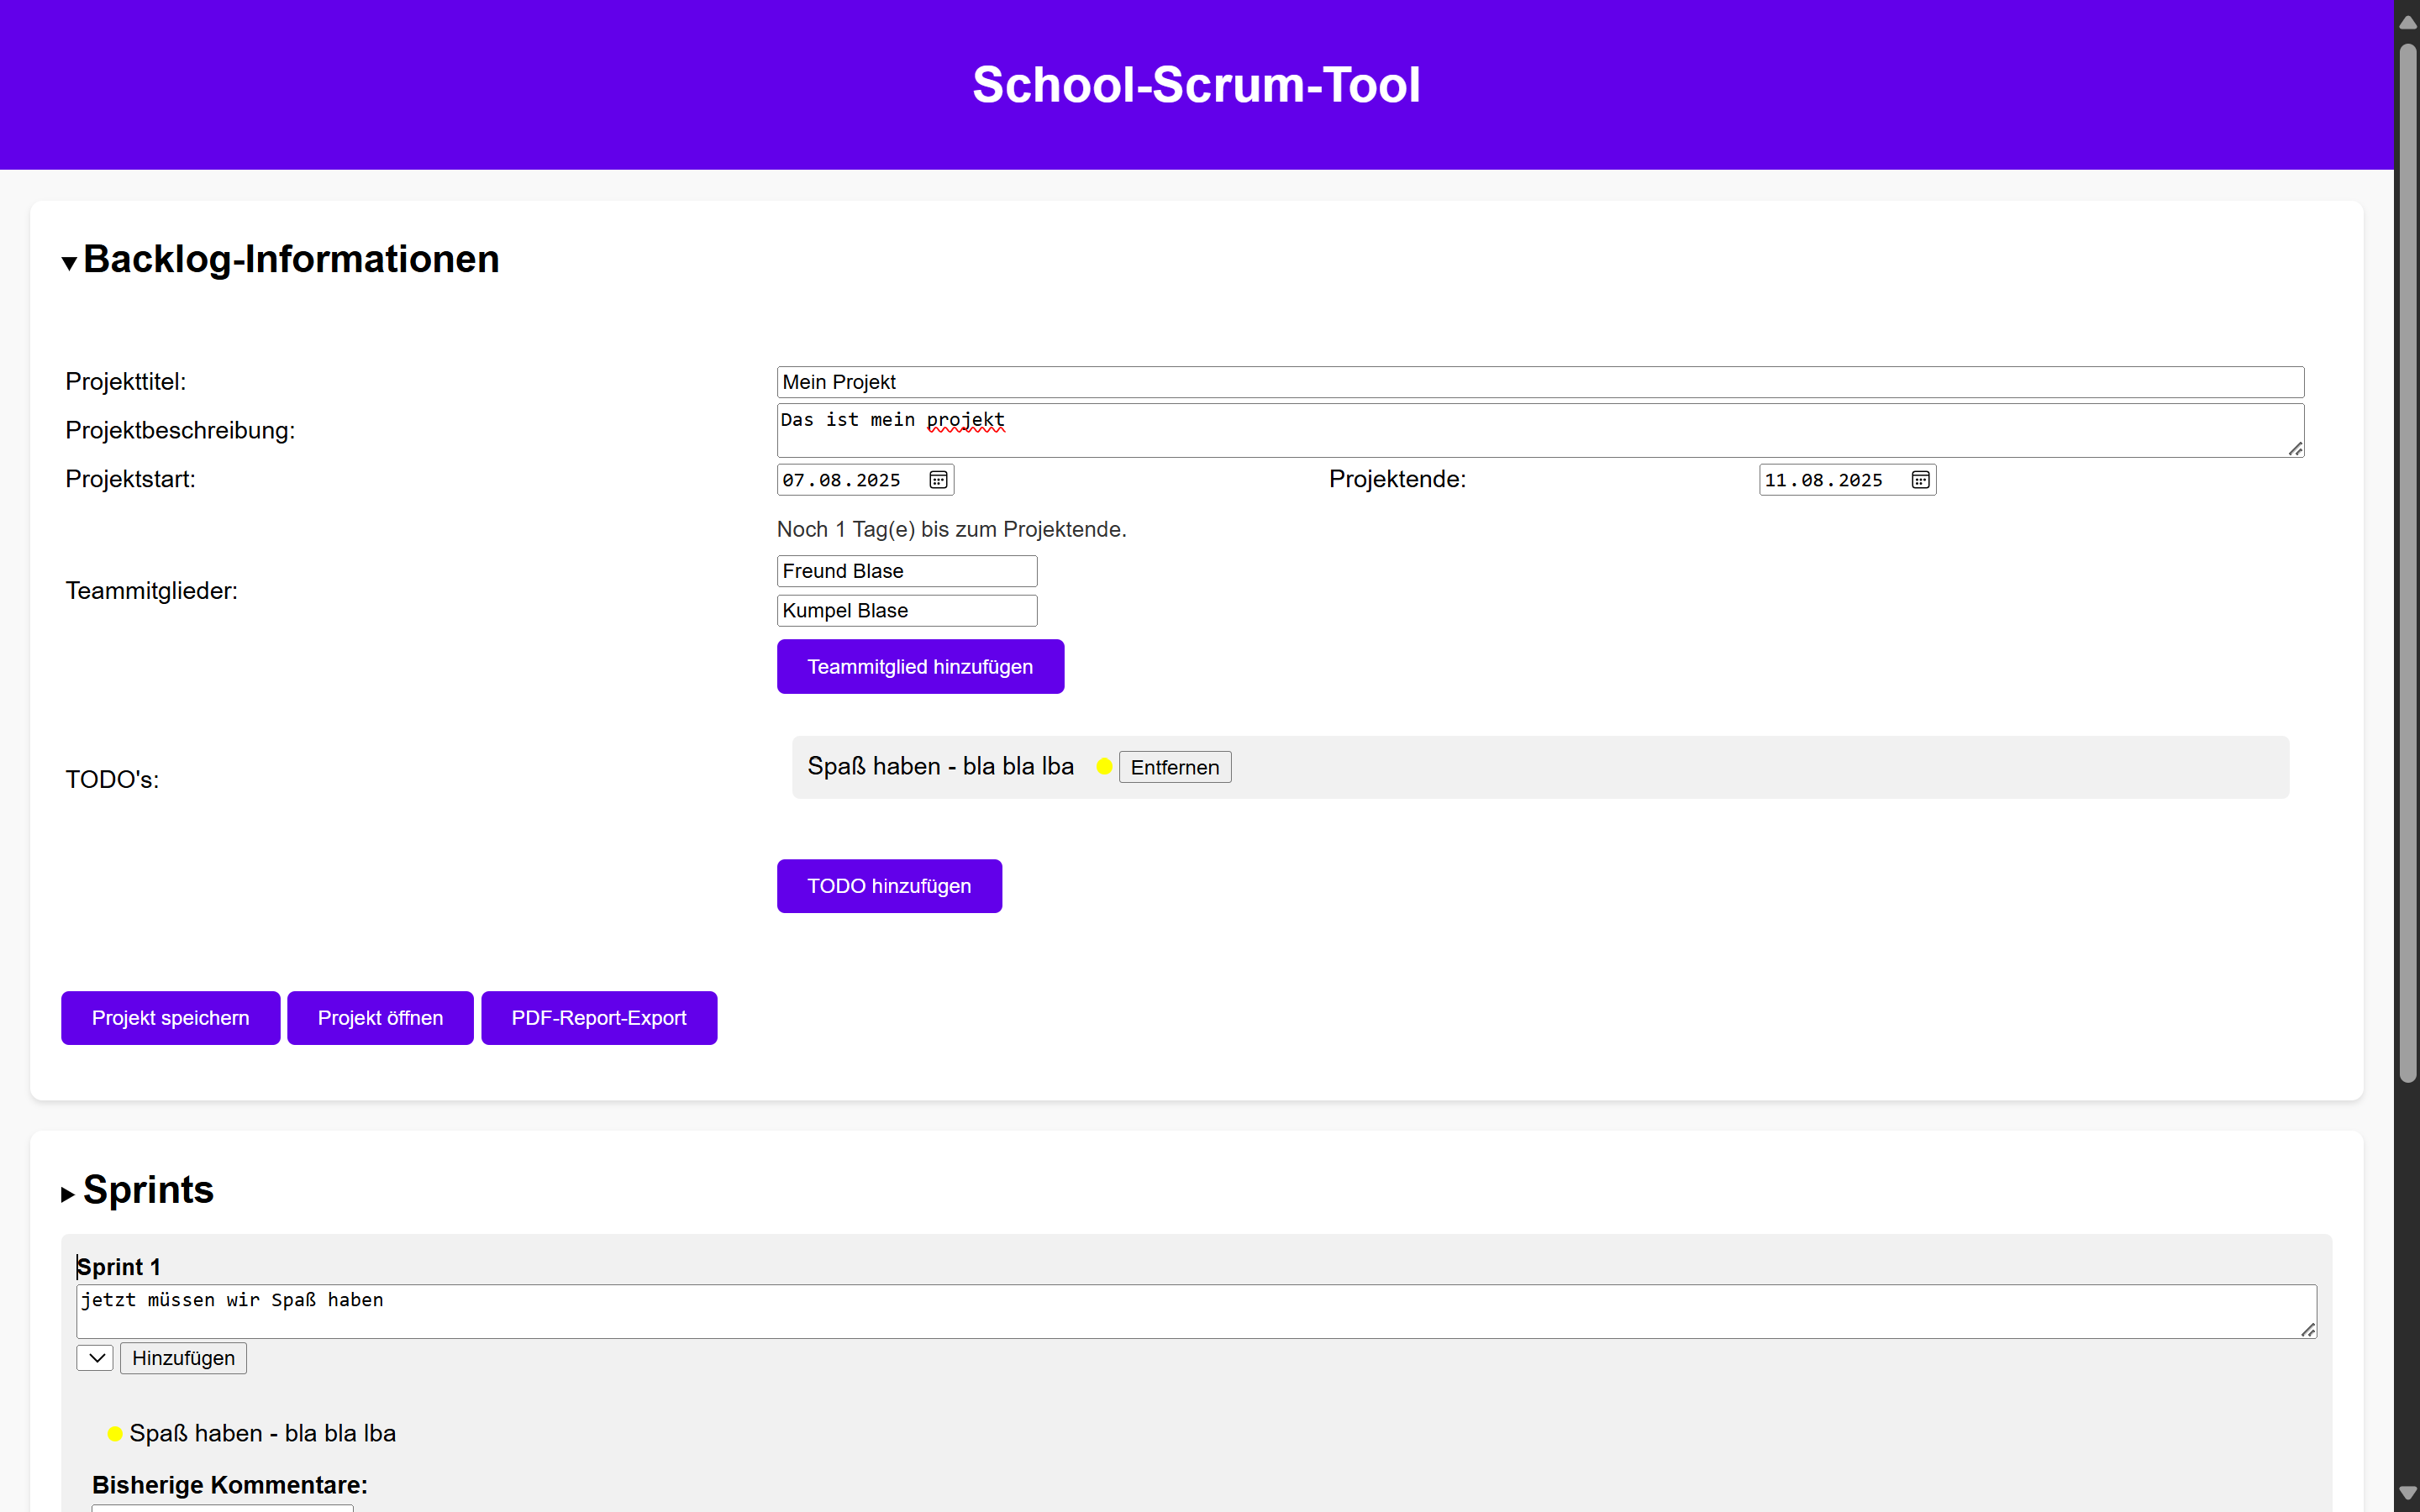 School-Scrum-Tool
Backlog-Informationen
Projekttitel: Mein Projekt
Projektbeschreibung: Das ist mein projekt
Projektstart: 07.08.2025 Projektende: 11.08.2025
Noch 1 Tag(e) bis zum Projektende.
Teammitglieder:
Freund Blase
Kumpel Blase
Teammitglied hinzufügen
TODO's:
Spaß haben - bla bla lba Entfernen
TODO hinzufügen
Projekt speichern Projekt öffnen PDF-Report-Export
Sprints
Sprint 1
jetzt müssen wir Spaß haben
Hinzufügen
Spaß haben - bla bla lba
Bisherige Kommentare: